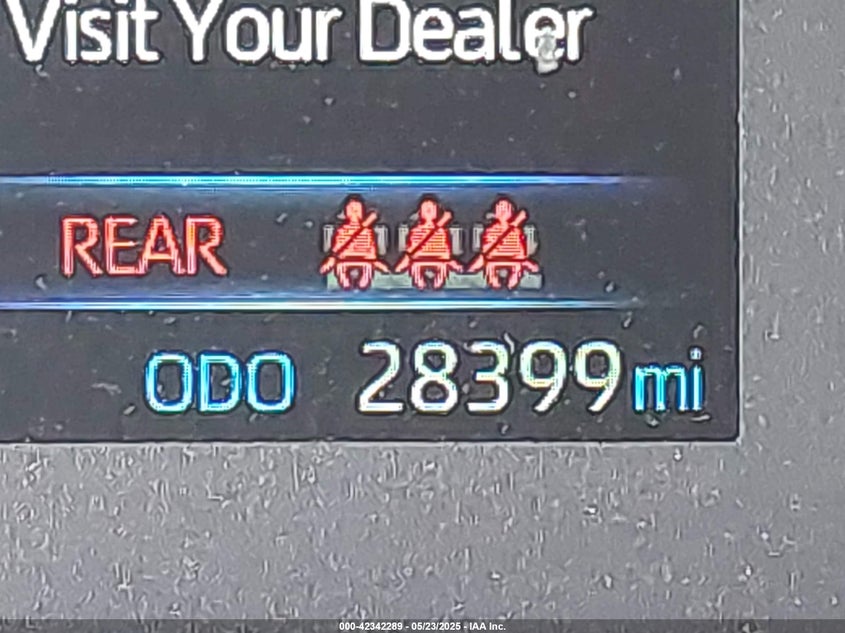 Visit Your Dealer
REAR
ODO 28399 mi
000-42342289 - 05/23/2025 - IAA Inc.